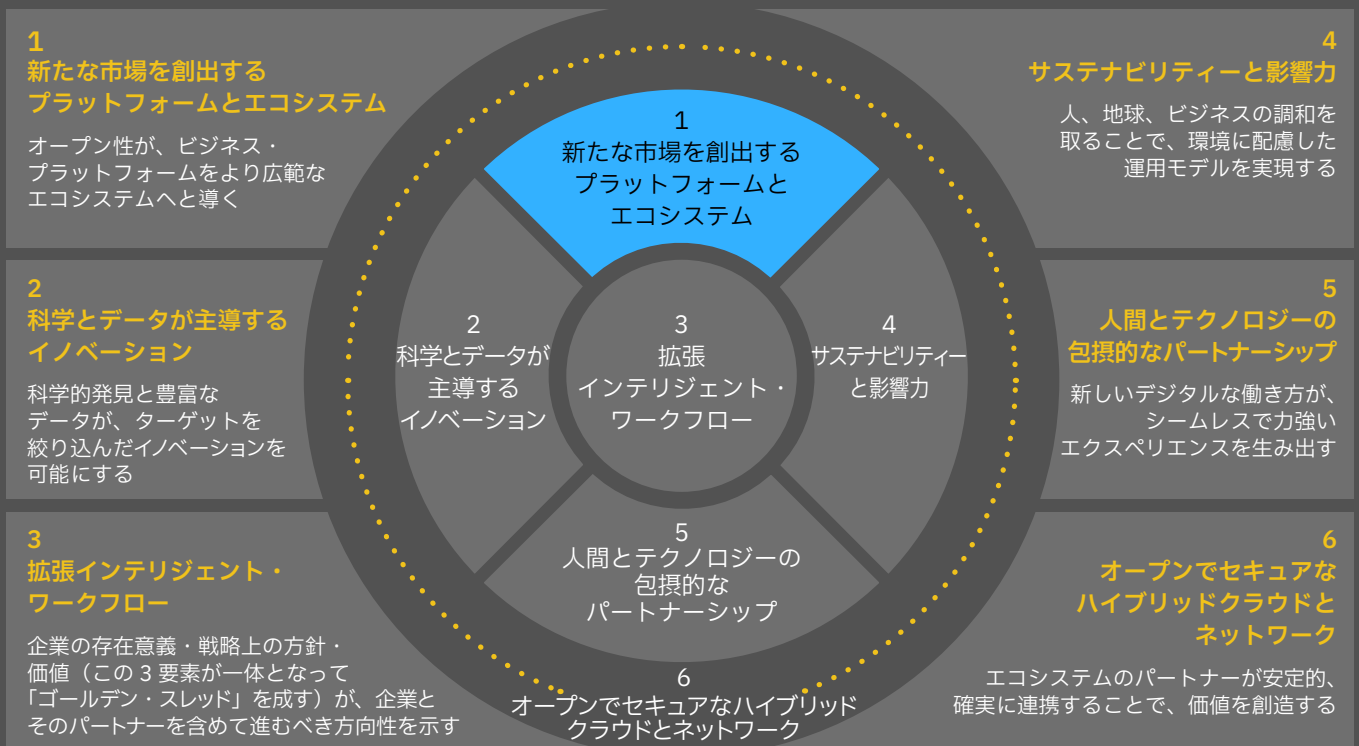 1
新たな市場を創出する
プラットフォームとエコシステム
オープン性が、ビジネス・
プラットフォームをより広範な
エコシステムへと導く
2
科学とデータが主導する
イノベーション
科学的発見と豊富な
データが、ターゲットを
絞り込んだイノベーションを
可能にする
3
拡張インテリジェント・
ワークフロー
企業の存在意義・戦略上の方針・
価値（この 3 要素が一体となって
「ゴールデン・スレッド」を成す）が、企業と
そのパートナーを含めて進むべき方向性を示す
1
新たな市場を創出する
プラットフォームと
エコシステム
2
科学とデータが
主導する
イノベーション
3
拡張
インテリジェント・
ワークフロー
4
サステナビリティー
と影響力
5
人間とテクノロジーの
包摂的な
パートナーシップ
6
オープンでセキュアなハイブリッド
クラウドとネットワーク
4
サステナビリティーと影響力
人、地球、ビジネスの調和を
取ることで、環境に配慮した
運用モデルを実現する
5
人間とテクノロジーの
包摂的なパートナーシップ
新しいデジタルな働き方が、
シームレスで力強い
エクスペリエンスを生み出す
6
オープンでセキュアな
ハイブリッドクラウドと
ネットワーク
エコシステムのパートナーが安定的、
確実に連携することで、価値を創造する